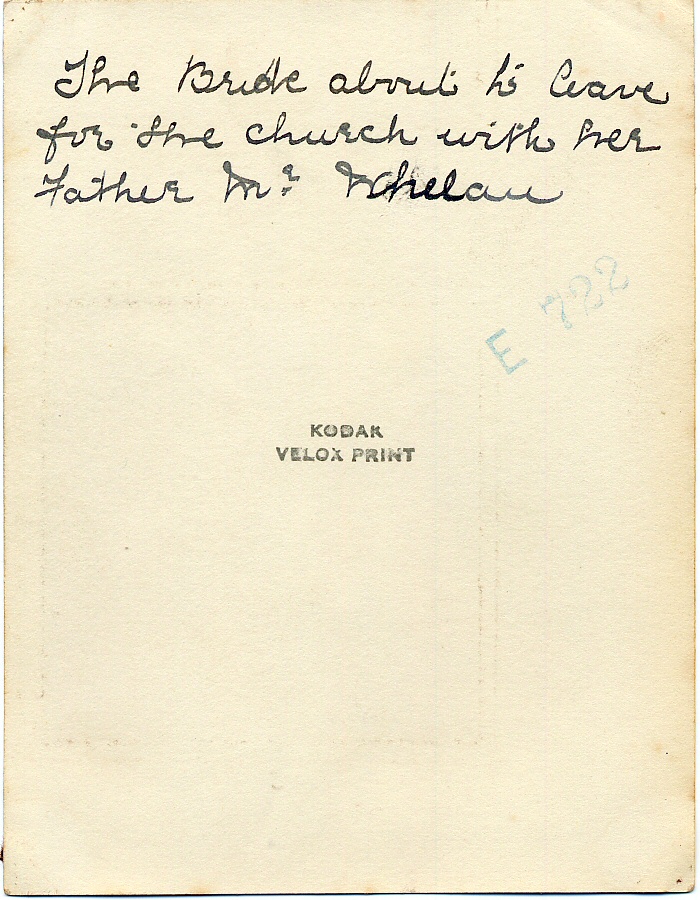 The Bride about to leave
for the church with her
Father Mr Whelan
E 722
KODAK
VELOX PRINT